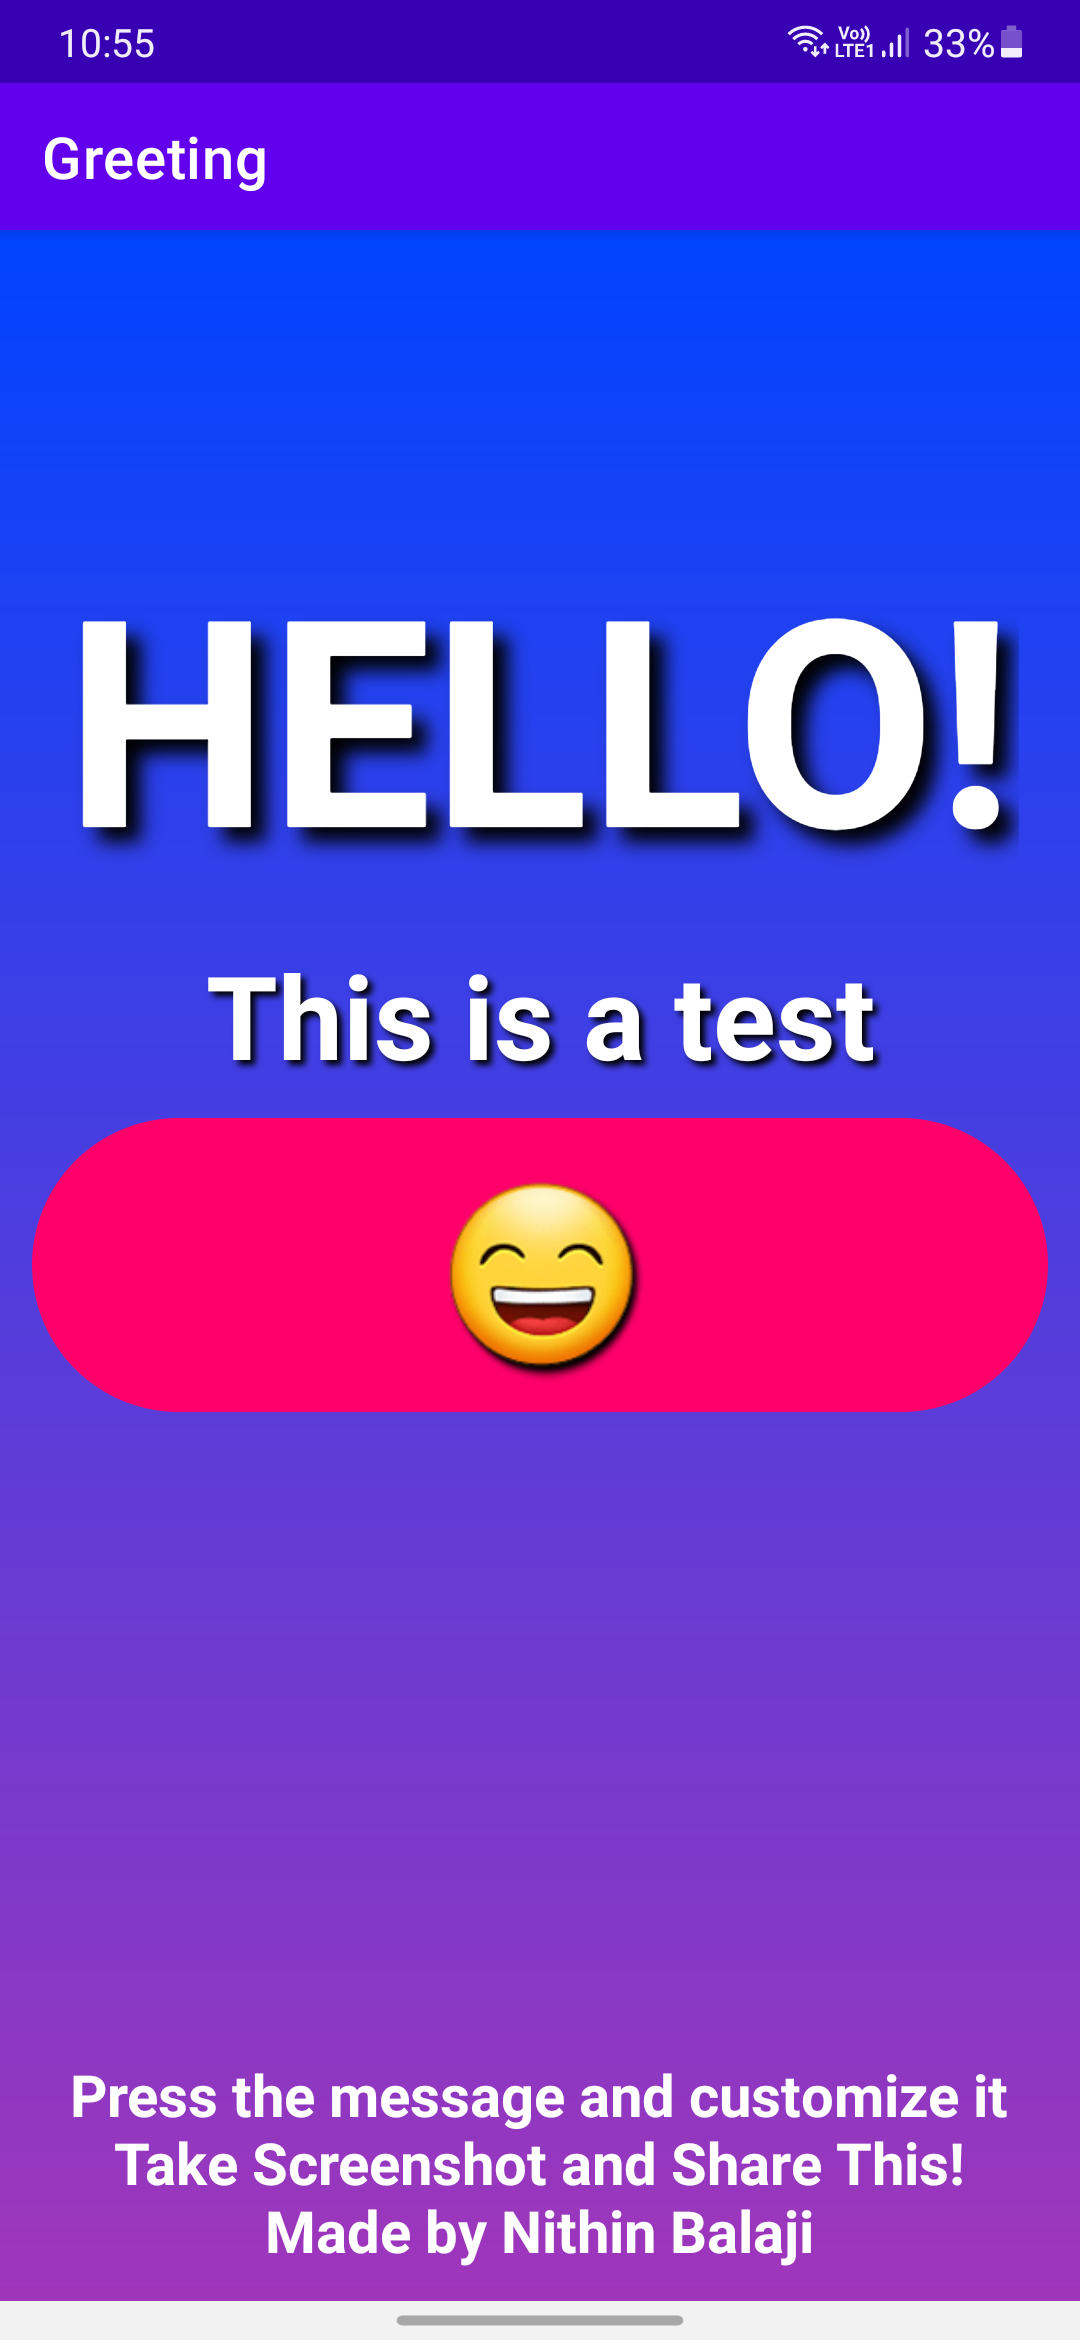 10:55
Vo)) LTE1 33%
Greeting
HELLO!
This is a test
😄
Press the message and customize it
Take Screenshot and Share This!
Made by Nithin Balaji